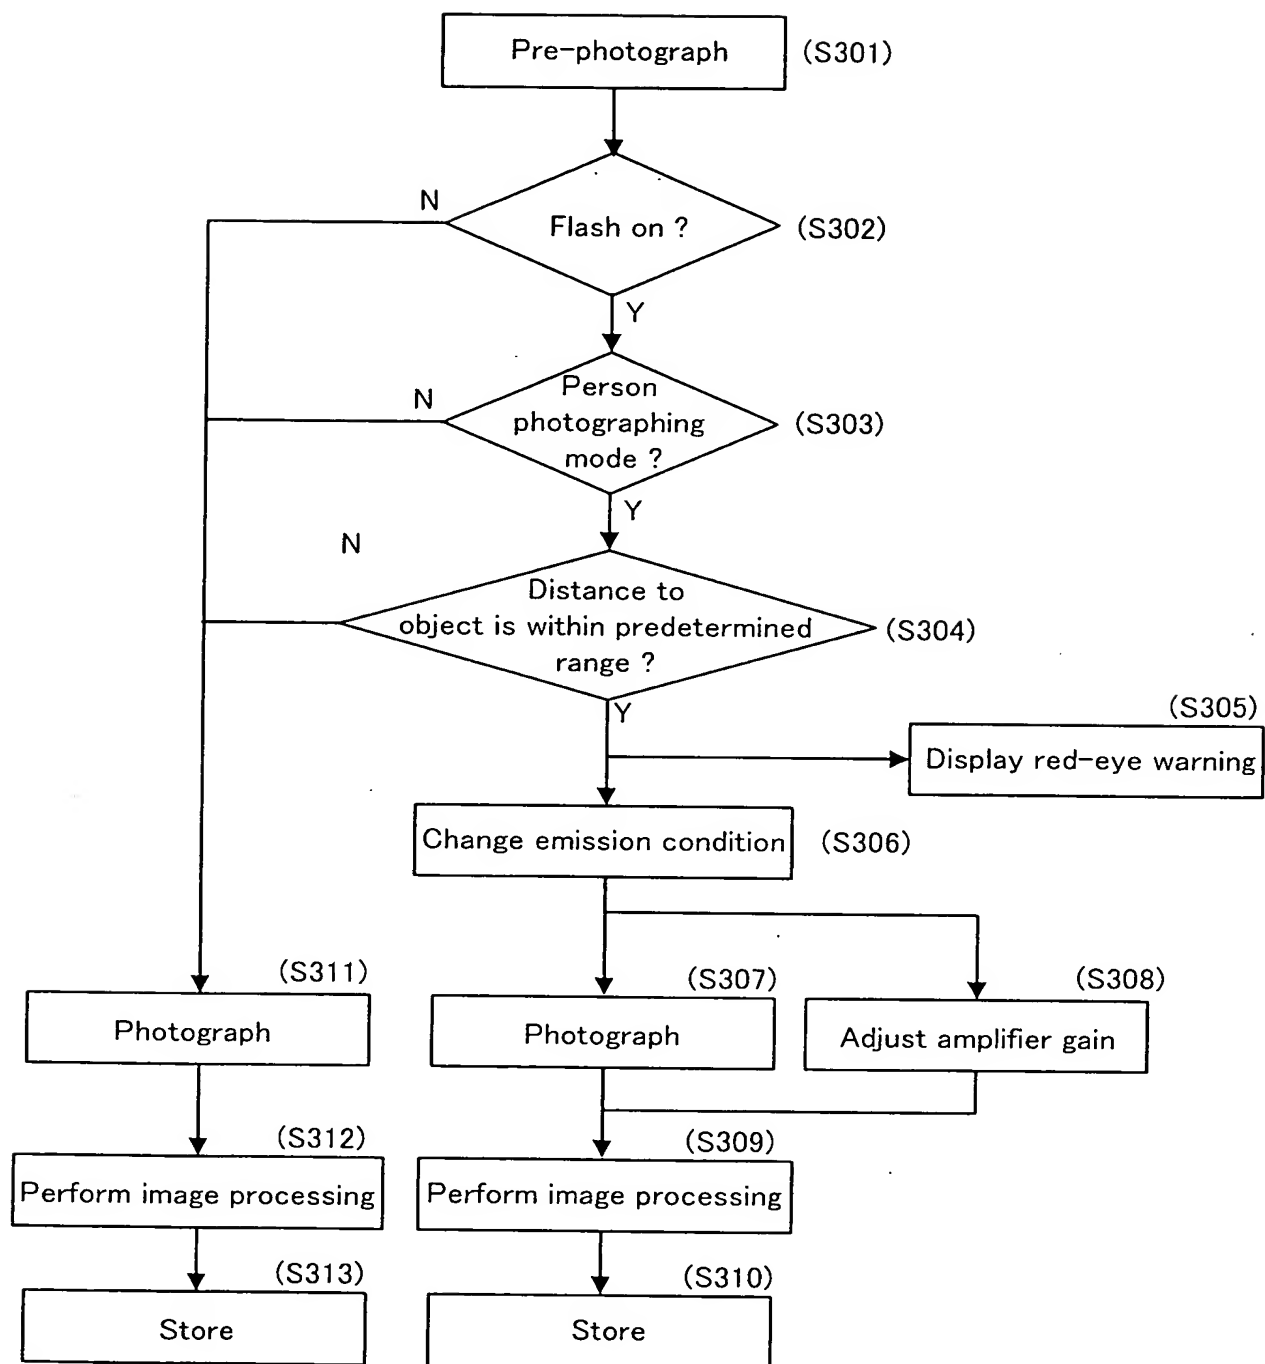 Pre-photograph (S301)
N
Flash on ? (S302)
Y
N
Person
photographing
mode ?
(S303)
Y
N
Distance to
object is within predetermined
range ?
(S304)
Y
(S305)
Display red-eye warning
Change emission condition (S306)
(S311)
Photograph
(S307)
Photograph
(S308)
Adjust amplifier gain
(S312)
Perform image processing
(S309)
Perform image processing
(S313)
Store
(S310)
Store